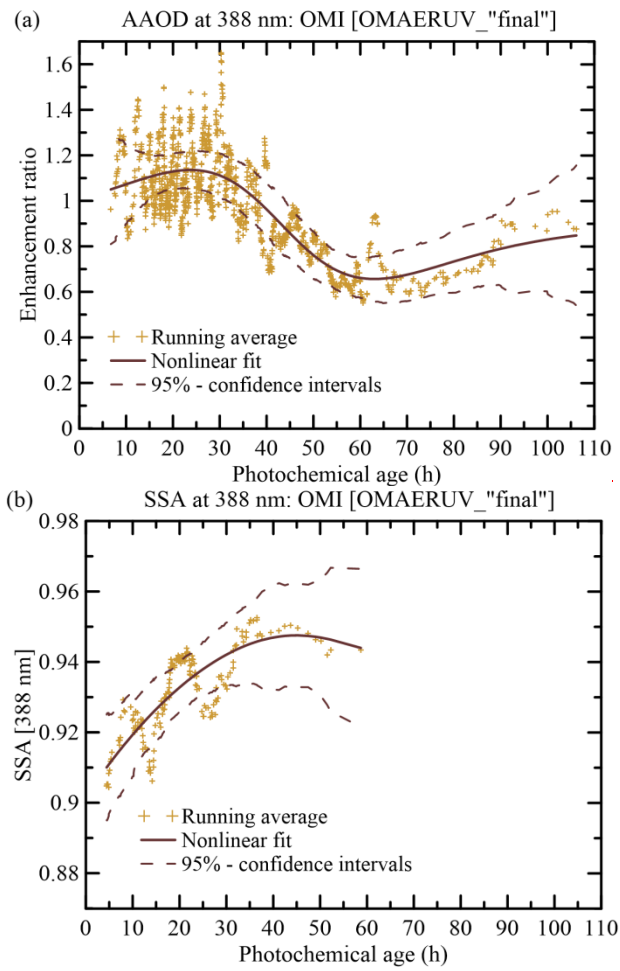 (a) AAOD at 388 nm: OMI [OMAERUV_"final"]
1.6
1.4
1.2
1
0.8
0.6
0.4
0.2
0
Enhancement ratio
Running average
Nonlinear fit
95% - confidence intervals
0 10 20 30 40 50 60 70 80 90 100 110
Photochemical age (h)
(b) SSA at 388 nm: OMI [OMAERUV_"final"]
0.98
0.96
0.94
0.92
0.9
0.88
SSA [388 nm]
Running average
Nonlinear fit
95% - confidence intervals
0 10 20 30 40 50 60 70 80 90 100 110
Photochemical age (h)